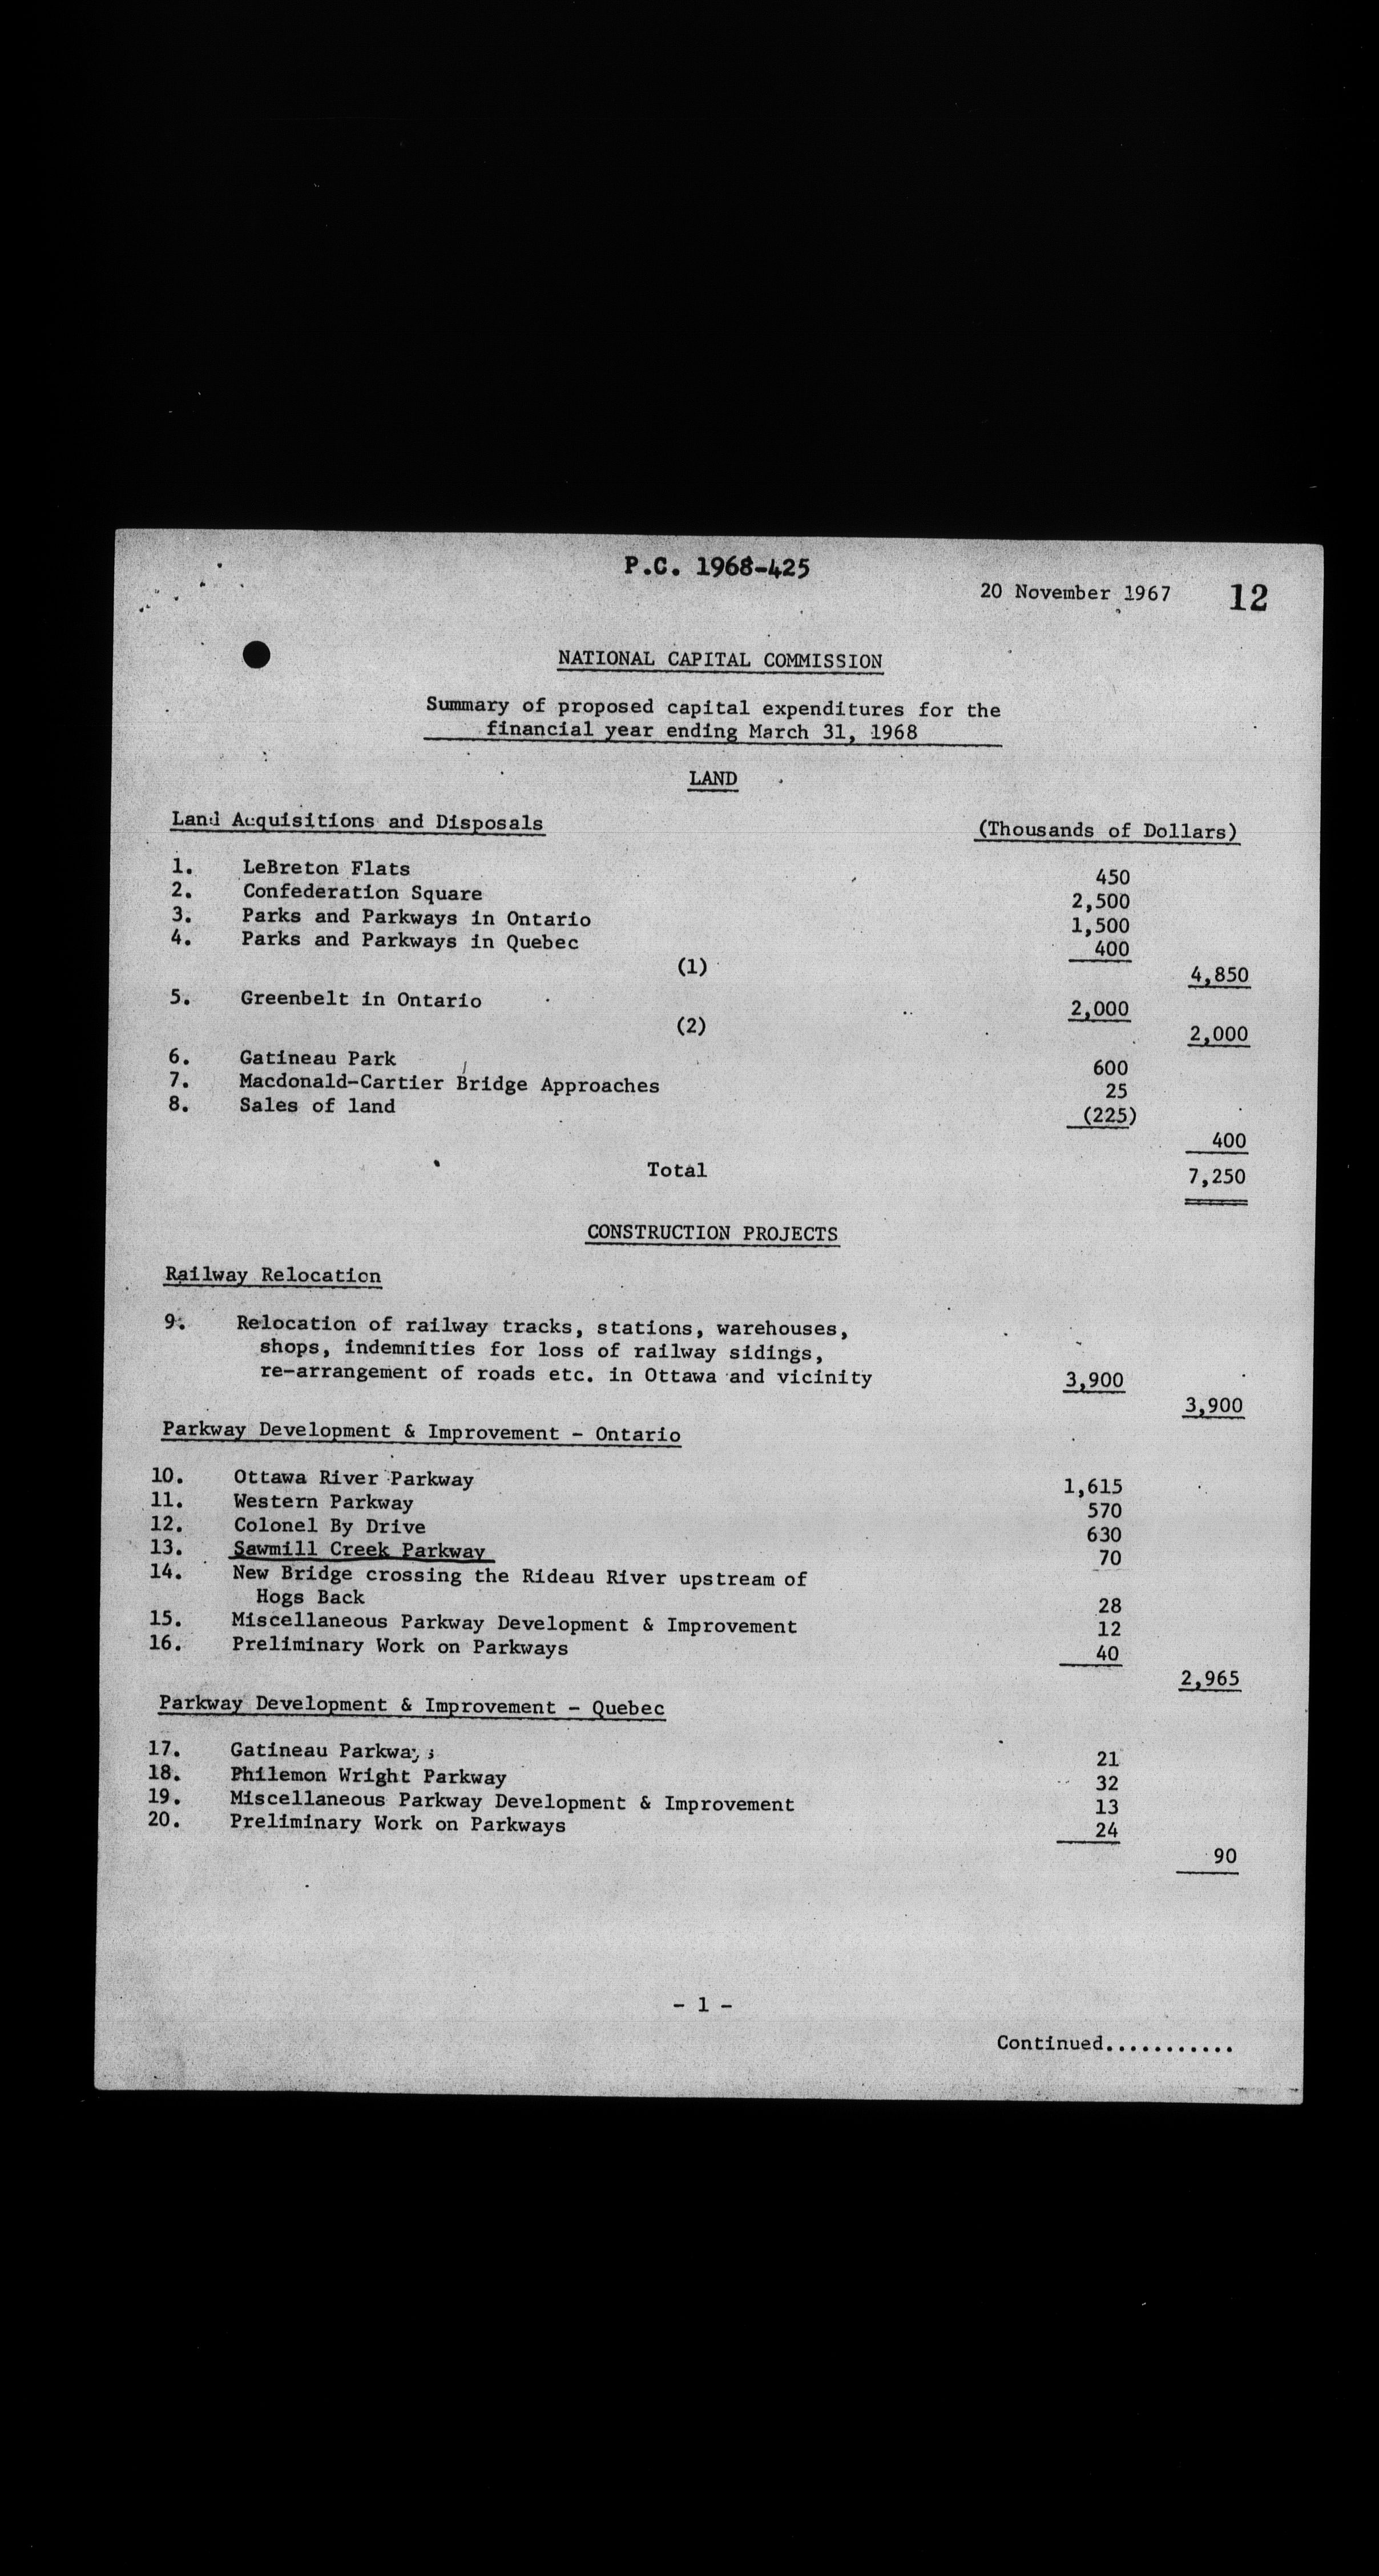 P.C. 1968-425
20 November 1967 12
NATIONAL CAPITAL COMMISSION
Summary of proposed capital expenditures for the
financial year ending March 31, 1968
LAND
Land Acquisitions and Disposals (Thousands of Dollars)
1. LeBreton Flats 450
2. Confederation Square 2,500
3. Parks and Parkways in Ontario 1,500
4. Parks and Parkways in Quebec 400
(1) 4,850
5. Greenbelt in Ontario 2,000
(2) 2,000
6. Gatineau Park 600
7. Macdonald-Cartier Bridge Approaches 25
8. Sales of land (225)
400
Total 7,250
CONSTRUCTION PROJECTS
Railway Relocation
9. Relocation of railway tracks, stations, warehouses,
shops, indemnities for loss of railway sidings,
re-arrangement of roads etc. in Ottawa and vicinity 3,900
3,900
Parkway Development & Improvement - Ontario
10. Ottawa River Parkway 1,615
11. Western Parkway 570
12. Colonel By Drive 630
13. Sawmill Creek Parkway 70
14. New Bridge crossing the Rideau River upstream of
Hogs Back 28
15. Miscellaneous Parkway Development & Improvement 12
16. Preliminary Work on Parkways 40
2,965
Parkway Development & Improvement - Quebec
17. Gatineau Parkways 21
18. Philemon Wright Parkway 32
19. Miscellaneous Parkway Development & Improvement 13
20. Preliminary Work on Parkways 24
90
- 1 -
Continued...........